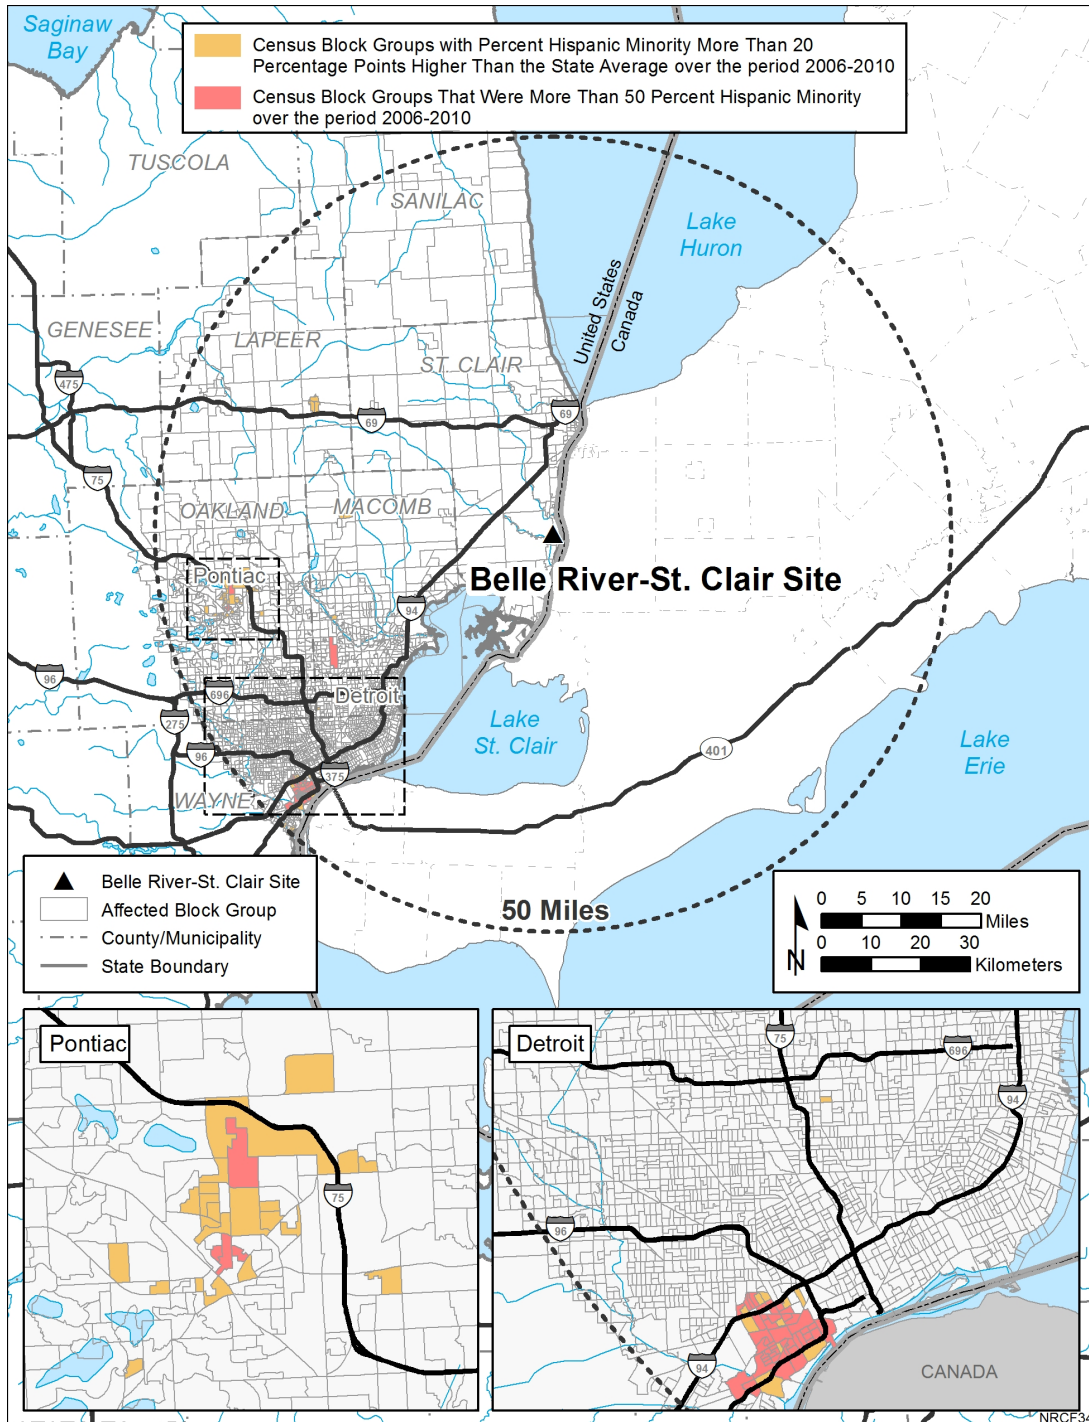 Saginaw
Bay
Census Block Groups with Percent Hispanic Minority More Than 20
Percentage Points Higher Than the State Average over the period 2006-2010
Census Block Groups That Were More Than 50 Percent Hispanic Minority
over the period 2006-2010
TUSCOLA
SANILAC
Lake
Huron
United States
Canada
GENESEE
LAPEER
ST. CLAIR
475
69
69
75
OAKLAND
MACOMB
Pontiac
Belle River-St. Clair Site
94
96
696
Detroit
275
Lake
St. Clair
96
401
Lake
Erie
375
WAYNE
Belle River-St. Clair Site
Affected Block Group
County/Municipality
State Boundary
50 Miles
0 5 10 15 20
Miles
0 10 20 30
Kilometers
N
Pontiac
75
Detroit
75
696
94
96
94
CANADA